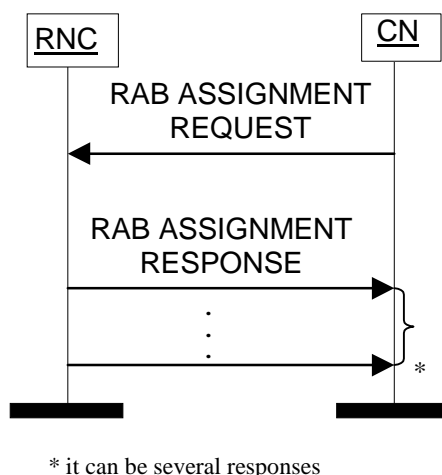 RNC
CN
RAB ASSIGNMENT
REQUEST
RAB ASSIGNMENT
RESPONSE
*
* it can be several responses